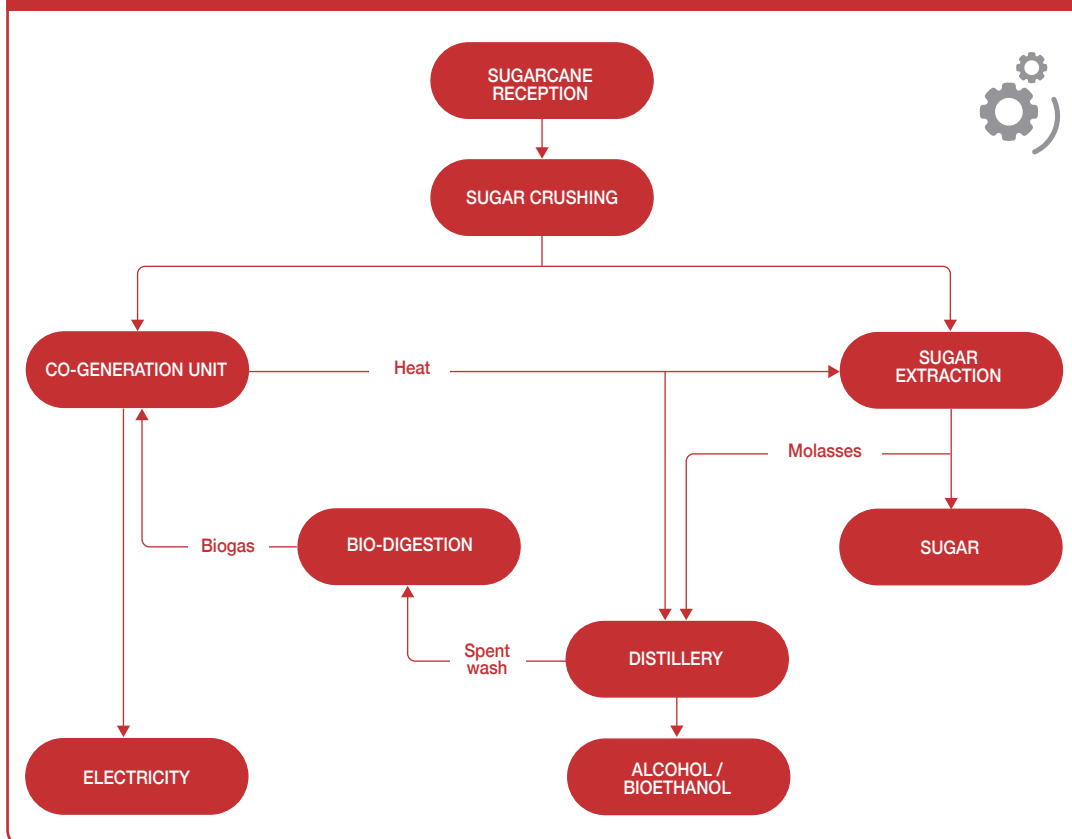 SUGARCANE
RECEPTION
SUGAR CRUSHING
CO-GENERATION UNIT
Heat
SUGAR
EXTRACTION
Molasses
Biogas
BIO-DIGESTION
SUGAR
Spent
wash
DISTILLERY
ELECTRICITY
ALCOHOL /
BIOETHANOL